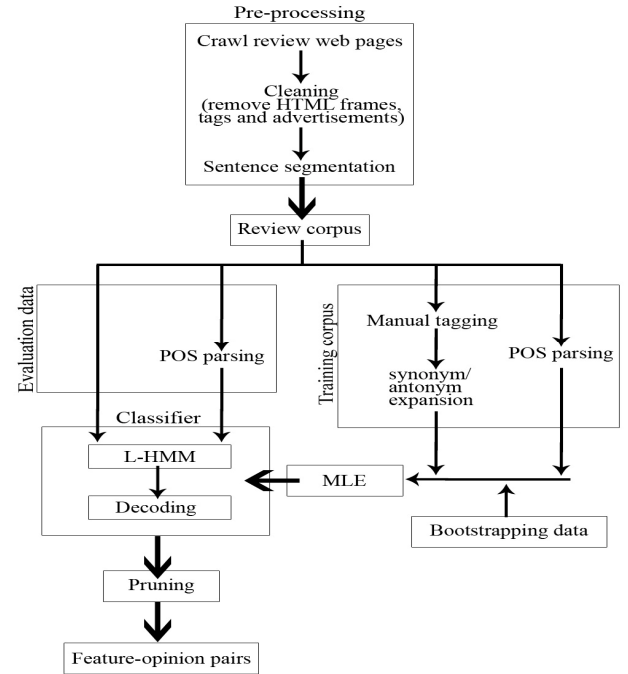 Pre-processing
Crawl review web pages
Cleaning
(remove HTML frames,
tags and advertisements)
Sentence segmentation
Review corpus
Evaluation data
POS parsing
Training corpus
Manual tagging
synonym/
antonym
expansion
POS parsing
Classifier
L-HMM
Decoding
MLE
Bootstrapping data
Pruning
Feature-opinion pairs